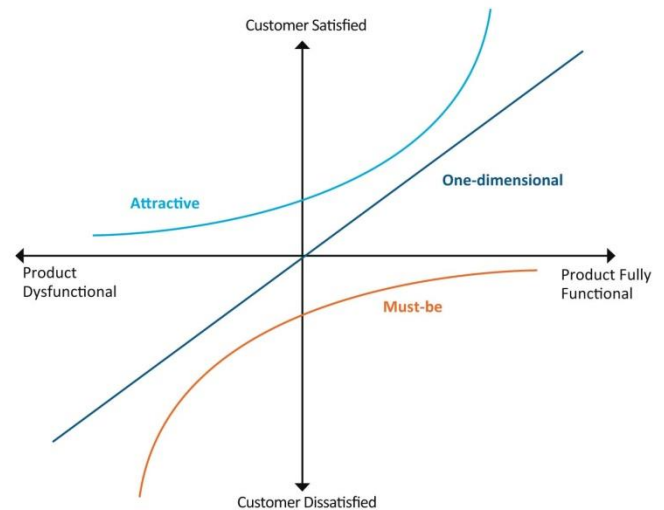 Customer Satisfied
One-dimensional
Attractive
Product
Dysfunctional
Product Fully
Functional
Must-be
Customer Dissatisfied